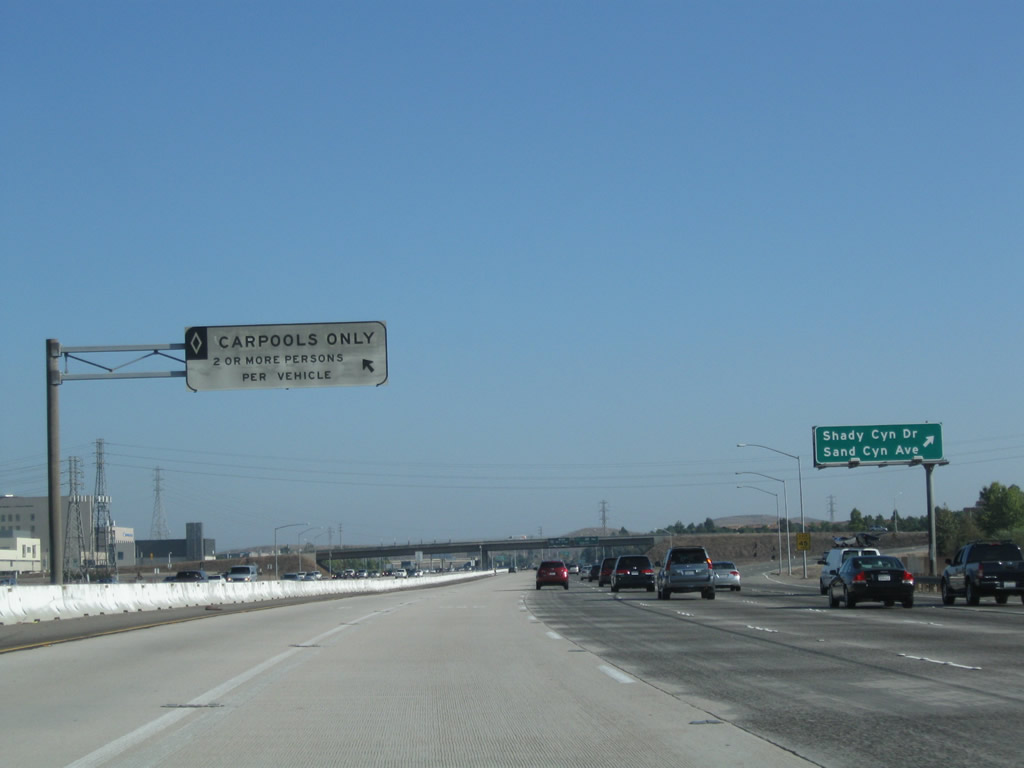 CARPOOLS ONLY
2 OR MORE PERSONS
PER VEHICLE
Shady Cyn Dr
Sand Cyn Ave